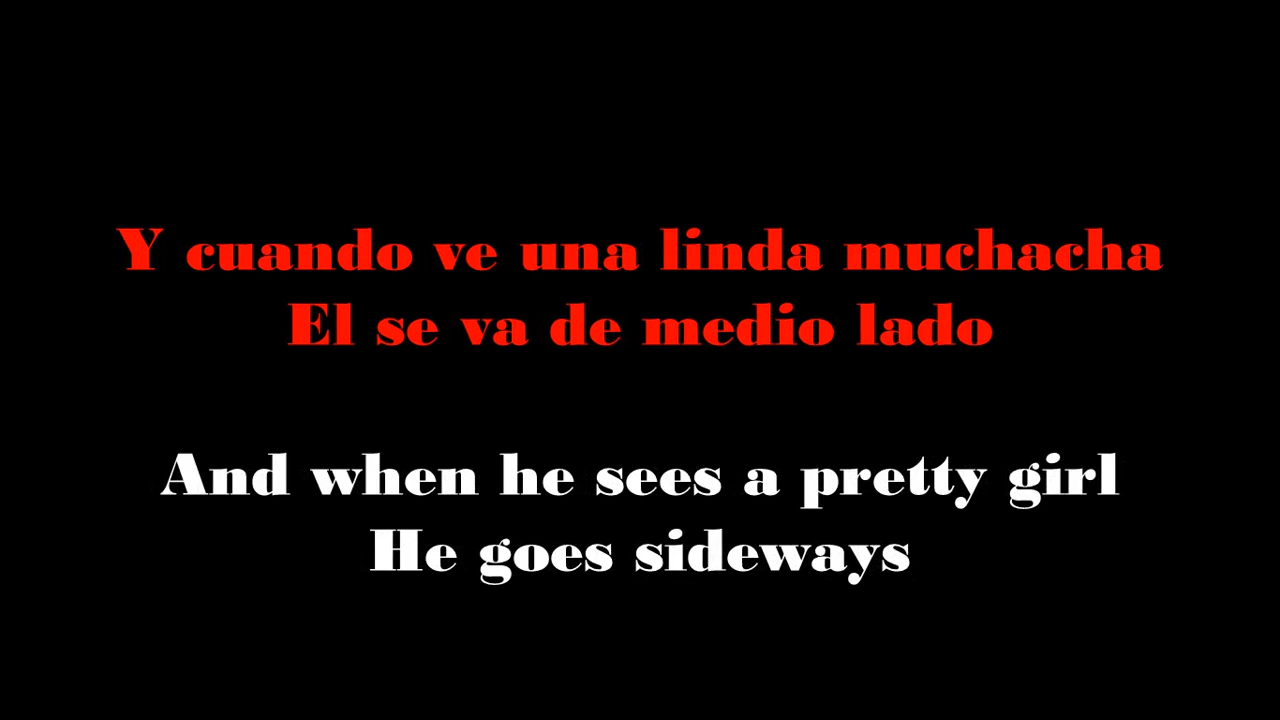 Y cuando ve una linda muchacha
El se va de medio lado
And when he sees a pretty girl
He goes sideways